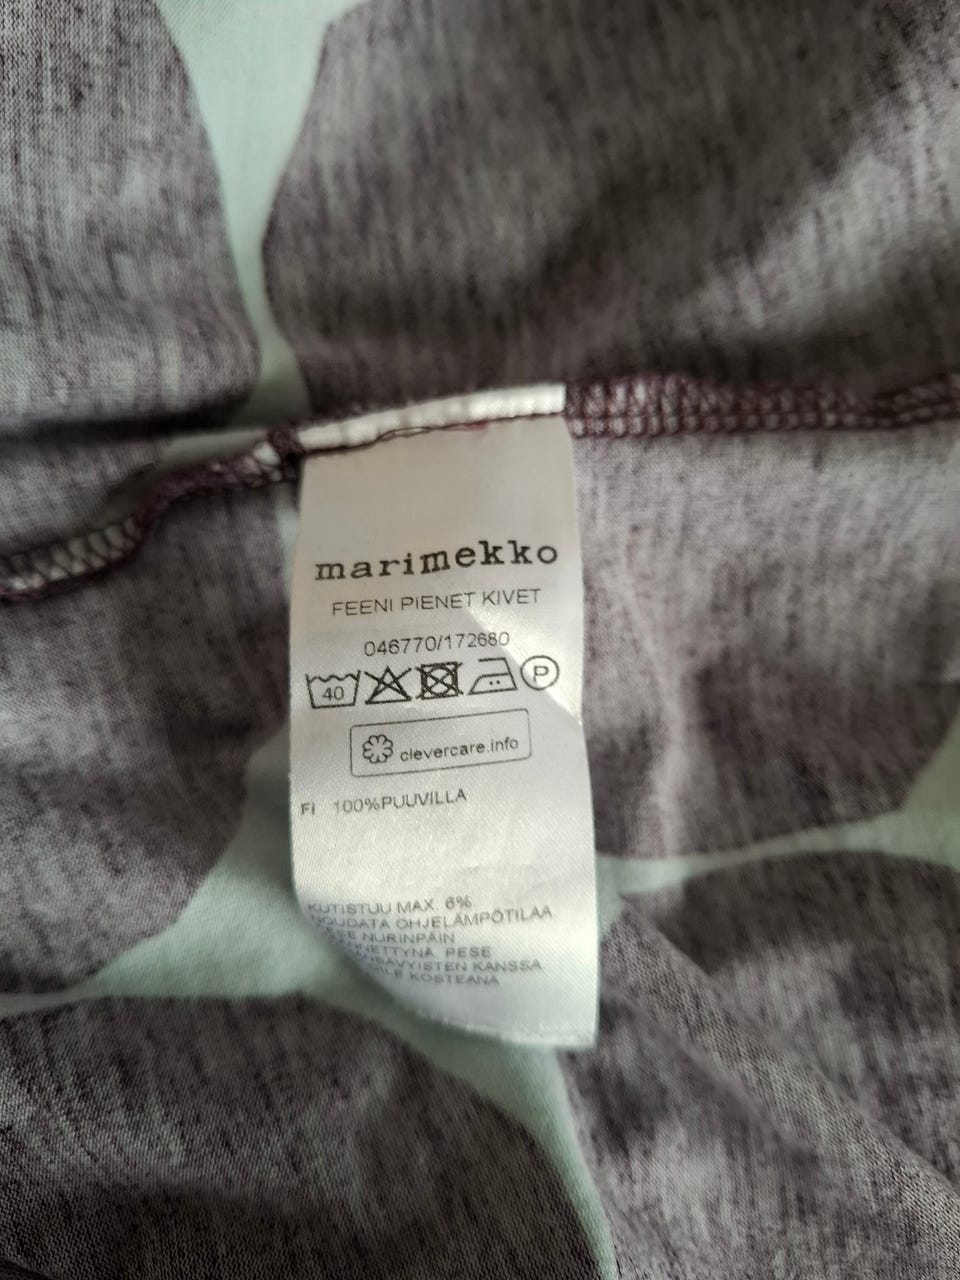 marimekko
FEENI PIENET KIVET
046770/172680
40 P
clevercare.info
FI 100%PUUVILLA
KUTISTUU MAX. 6%
NOUDATA OHJELÄMPÖTILAA
NURINPÄIN
PESE
KANSSA
KOSTEANA